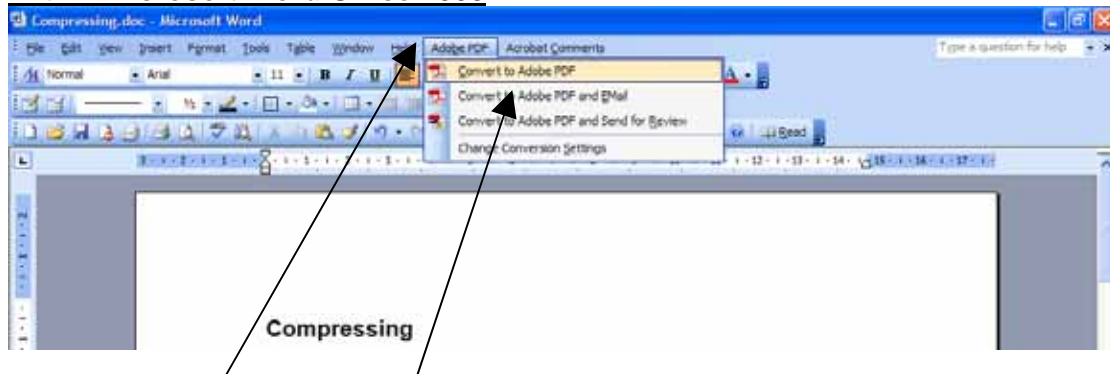 Compressing.doc - Microsoft Word
File Edit View Insert Format Tools Table Window Adobe PDF Acrobat Comments Type a question for help
Normal Arial 11 B I U A
Convert to Adobe PDF
Convert to Adobe PDF and EMail
Convert to Adobe PDF and Send for Review
Read
Change Conversion Settings
Compressing